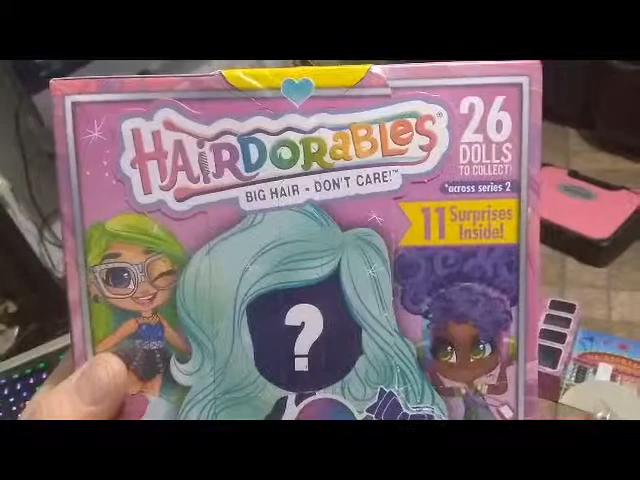 HAiRDORABLES®
BIG HAIR - DON'T CARE!™
26
DOLLS
TO COLLECT!
*across series 2
11 Surprises
Inside!
?